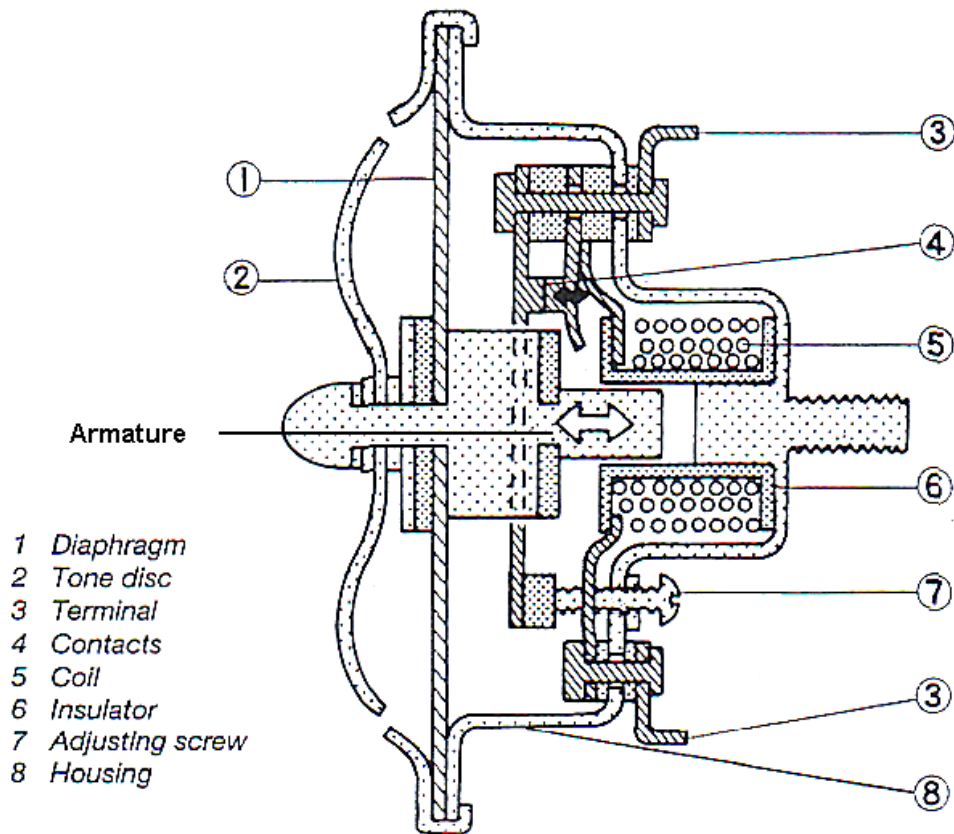 3
1
4
2
5
Armature
6
1 Diaphragm
2 Tone disc
3 Terminal
4 Contacts
5 Coil
6 Insulator
7 Adjusting screw
8 Housing
7
3
8